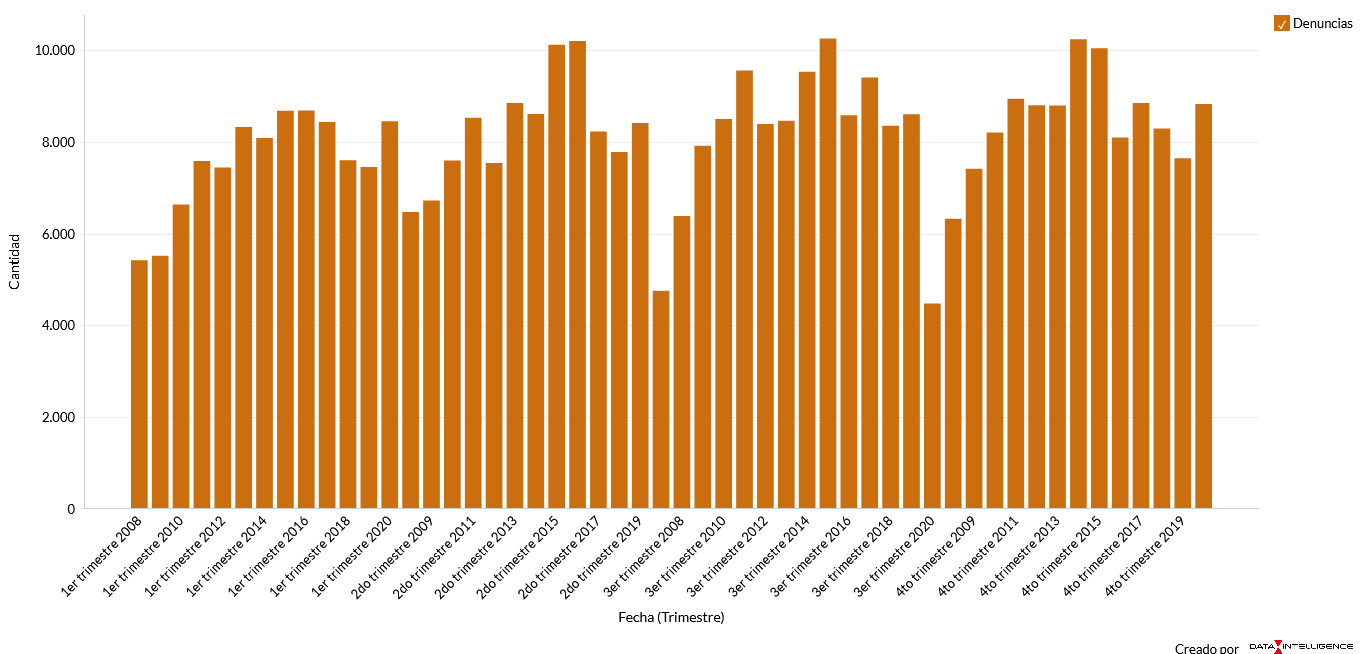 Denuncias
10.000
8.000
6.000
4.000
2.000
0
Cantidad
1er trimestre 2008
1er trimestre 2010
1er trimestre 2012
1er trimestre 2014
1er trimestre 2016
1er trimestre 2018
1er trimestre 2020
2do trimestre 2009
2do trimestre 2011
2do trimestre 2013
2do trimestre 2015
2do trimestre 2017
2do trimestre 2019
3er trimestre 2008
3er trimestre 2010
3er trimestre 2012
3er trimestre 2014
3er trimestre 2016
3er trimestre 2018
3er trimestre 2020
4to trimestre 2009
4to trimestre 2011
4to trimestre 2013
4to trimestre 2015
4to trimestre 2017
4to trimestre 2019
Fecha (Trimestre)
Creado por DATA INTELLIGENCE